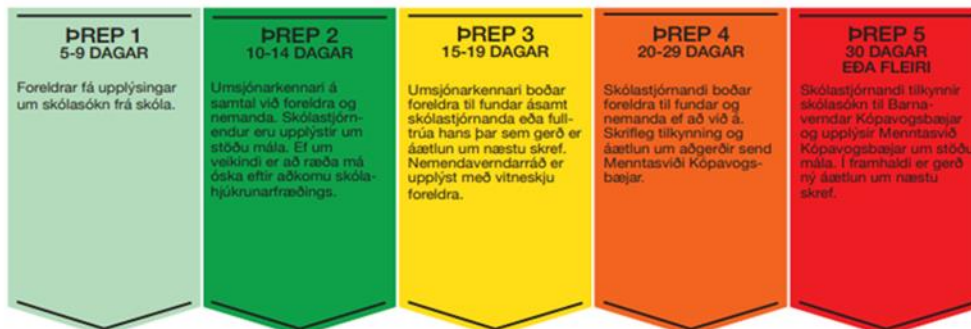 ÞREP 1
5-9 DAGAR
Foreldrar fá upplýsingar
um skólasókn frá skóla.
ÞREP 2
10-14 DAGAR
Umsjónarkennari á
samtal við foreldra og
nemanda. Skólastjórn-
endur eru upplýstir um
stöðu mála. Ef um
veikindi er að ræða má
óska eftir aðkomu skóla-
hjúkrunarfræðings.
ÞREP 3
15-19 DAGAR
Umsjónarkennari boðar
foreldra til fundar ásamt
skólastjórnanda eða full-
trúa hans þar sem gerð er
áætlun um næstu skref.
Nemendaverndarráð er
upplýst með vitneskju
foreldra.
ÞREP 4
20-29 DAGAR
Skólastjórnandi boðar
foreldra til fundar og
nemanda ef að við á.
Skrifleg tilkynning og
áætlun um aðgerðir send
Menntasviði Kópavogs-
bæjar.
ÞREP 5
30 DAGAR
EÐA FLEIRI
Skólastjórnandi tilkynnir
skólasókn til Barna-
verndar Kópavogsbæjar
og upplýsir Menntasvið
Kópavogsbæjar um stöðu
mála. Í framhaldi er gerð
ný áætlun um næstu
skref.